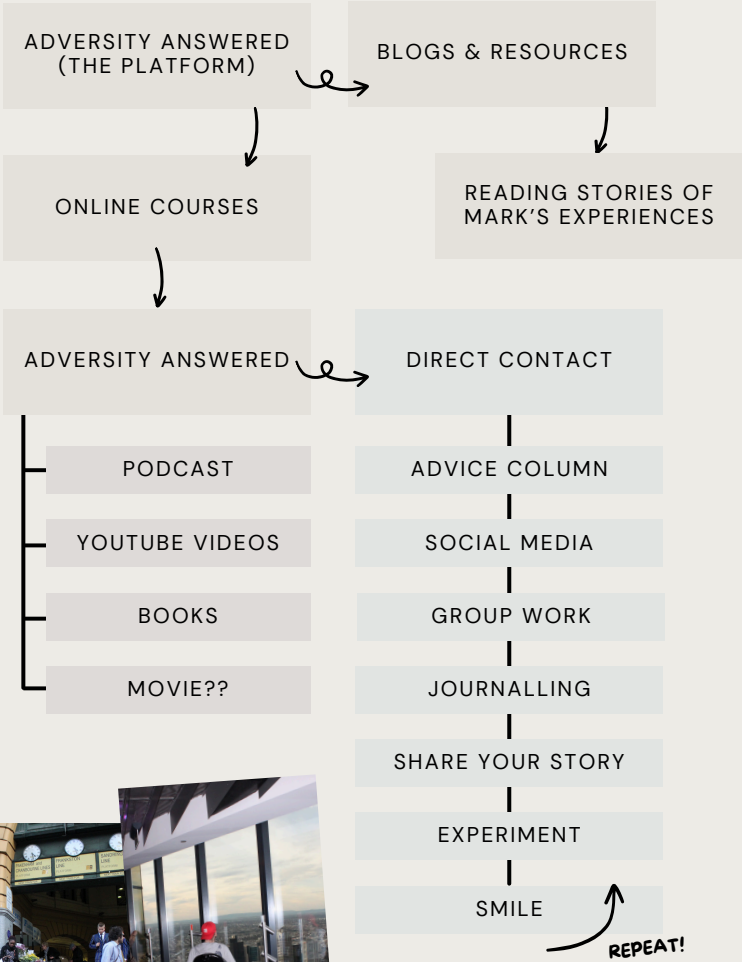 ADVERSITY ANSWERED
(THE PLATFORM)
BLOGS & RESOURCES
ONLINE COURSES
READING STORIES OF
MARK'S EXPERIENCES
ADVERSITY ANSWERED
DIRECT CONTACT
PODCAST
YOUTUBE VIDEOS
BOOKS
MOVIE??
ADVICE COLUMN
SOCIAL MEDIA
GROUP WORK
JOURNALLING
SHARE YOUR STORY
EXPERIMENT
SMILE
REPEAT!